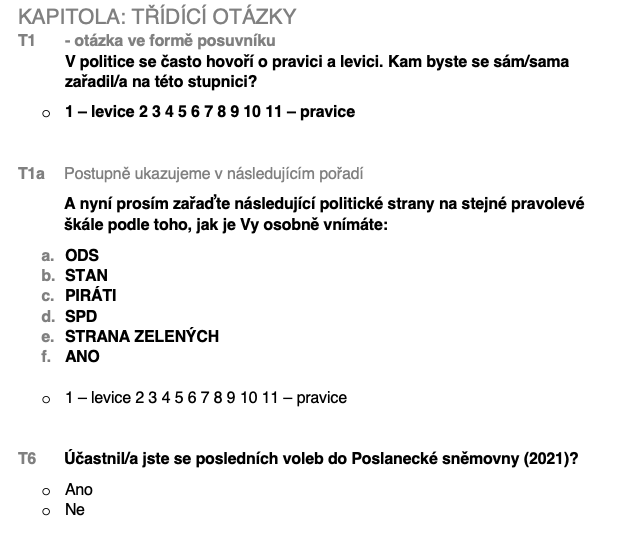 KAPITOLA: TŘÍDÍCÍ OTÁZKY
T1 - otázka ve formě posuvníku
V politice se často hovoří o pravici a levici. Kam byste se sám/sama
zařadil/a na této stupnici?
o 1 – levice 2 3 4 5 6 7 8 9 10 11 – pravice
T1a Postupně ukazujeme v následujícím pořadí
A nyní prosím zařaďte následující politické strany na stejné pravolevé
škále podle toho, jak je Vy osobně vnímáte:
a. ODS
b. STAN
c. PIRÁTI
d. SPD
e. STRANA ZELENÝCH
f. ANO
o 1 – levice 2 3 4 5 6 7 8 9 10 11 – pravice
T6 Účastnil/a jste se posledních voleb do Poslanecké sněmovny (2021)?
o Ano
o Ne